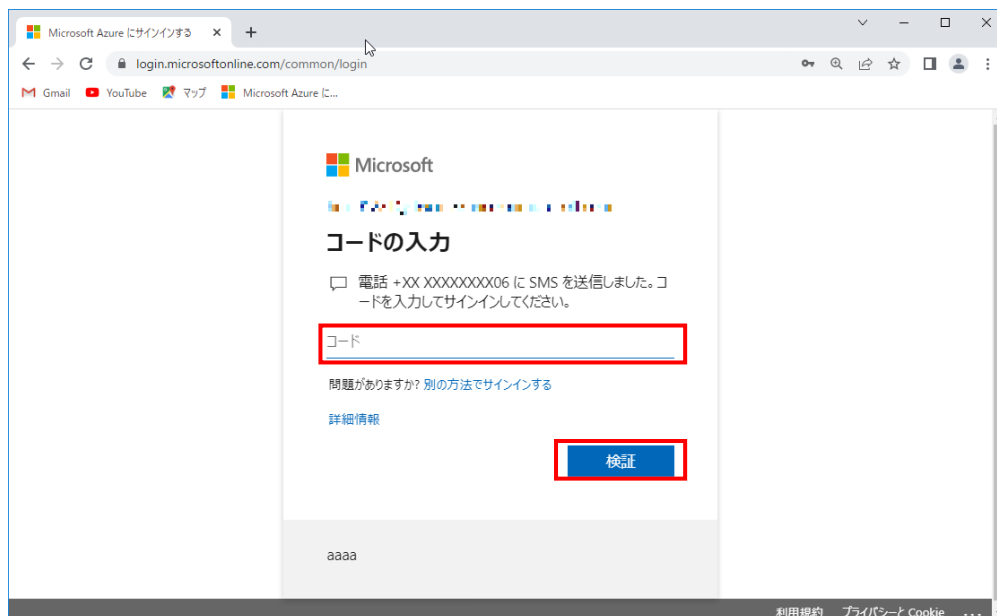 Microsoft Azure にサインインする
login.microsoftonline.com/common/login
Gmail YouTube マップ Microsoft Azure に...
Microsoft
コードの入力
電話 +XX XXXXXXXX06 に SMS を送信しました。コ
ードを入力してサインインしてください。
コード
問題がありますか? 別の方法でサインインする
詳細情報
検証
aaaa
利用規約 プライバシーと Cookie ...